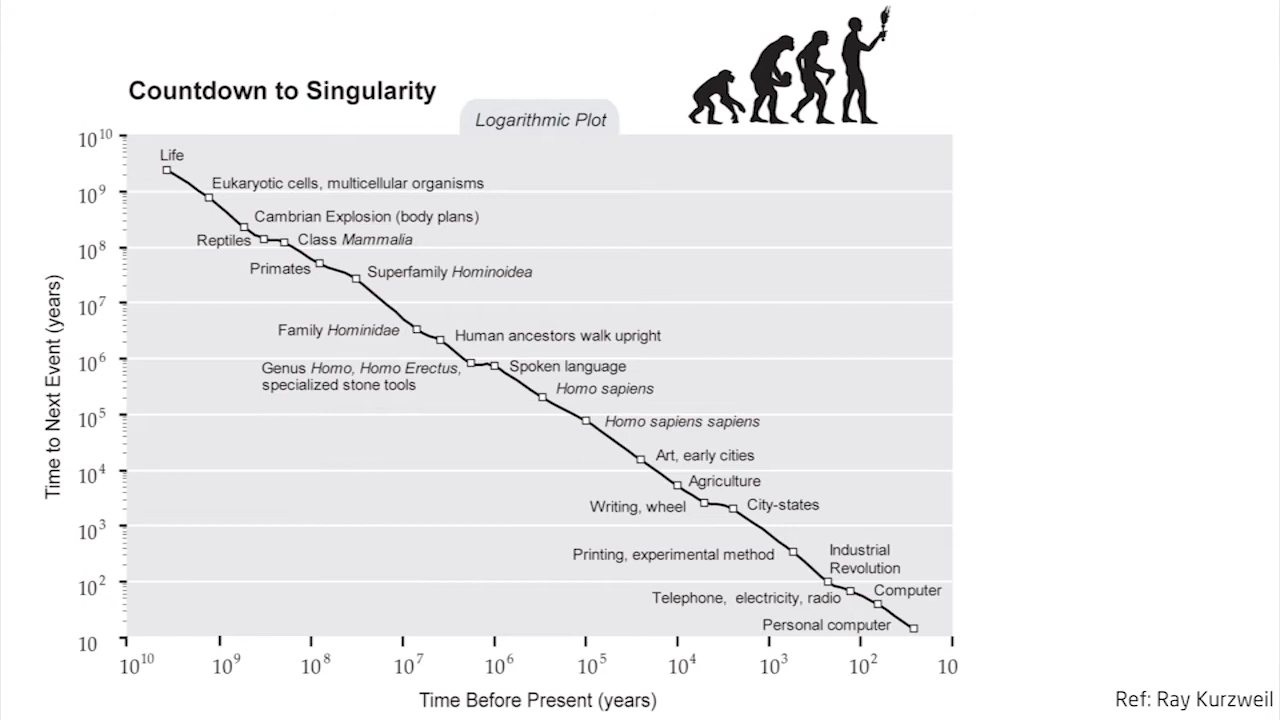 Countdown to Singularity
Logarithmic Plot
Time to Next Event (years)
10¹⁰
10⁹
10⁸
10⁷
10⁶
10⁵
10⁴
10³
10²
10
Life
Eukaryotic cells, multicellular organisms
Cambrian Explosion (body plans)
Reptiles
Class Mammalia
Primates
Superfamily Hominoidea
Family Hominidae
Human ancestors walk upright
Genus Homo, Homo Erectus,
specialized stone tools
Spoken language
Homo sapiens
Homo sapiens sapiens
Art, early cities
Agriculture
Writing, wheel
City-states
Printing, experimental method
Industrial
Revolution
Telephone, electricity, radio
Computer
Personal computer
10¹⁰ 10⁹ 10⁸ 10⁷ 10⁶ 10⁵ 10⁴ 10³ 10² 10
Time Before Present (years)
Ref: Ray Kurzweil